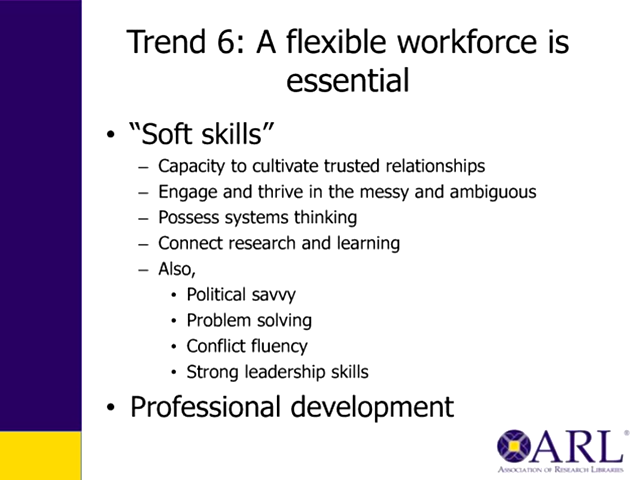 Trend 6: A flexible workforce is
essential
• “Soft skills”
– Capacity to cultivate trusted relationships
– Engage and thrive in the messy and ambiguous
– Possess systems thinking
– Connect research and learning
– Also,
• Political savvy
• Problem solving
• Conflict fluency
• Strong leadership skills
• Professional development
ARL®
ASSOCIATION OF RESEARCH LIBRARIES